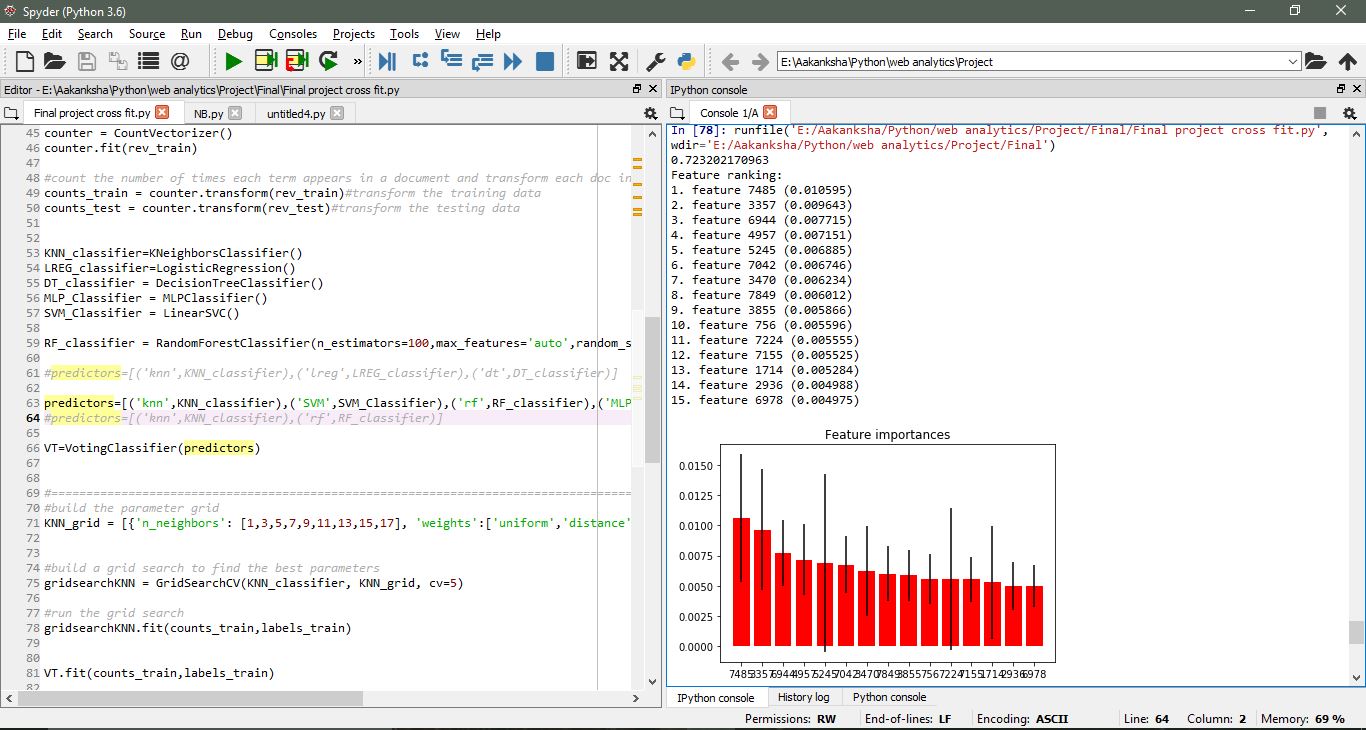 Spyder (Python 3.6)
File Edit Search Source Run Debug Consoles Projects Tools View Help
E:\Aakanksha\Python\web analytics\Project
Editor - E:\Aakanksha\Python\web analytics\Project\Final\Final project cross fit.py
Final project cross fit.py NB.py untitled4.py
45 counter = CountVectorizer()
46 counter.fit(rev_train)
47
48 #count the number of times each term appears in a document and transform each doc in
49 counts_train = counter.transform(rev_train)#transform the training data
50 counts_test = counter.transform(rev_test)#transform the testing data
51
52
53 KNN_classifier=KNeighborsClassifier()
54 LREG_classifier=LogisticRegression()
55 DT_classifier = DecisionTreeClassifier()
56 MLP_Classifier = MLPClassifier()
57 SVM_Classifier = LinearSVC()
58
59 RF_classifier = RandomForestClassifier(n_estimators=100,max_features='auto',random_s
60
61 #predictors=[('knn',KNN_classifier),('lreg',LREG_classifier),('dt',DT_classifier)]
62
63 predictors=[('knn',KNN_classifier),('SVM',SVM_Classifier),('rf',RF_classifier),('MLP
64 #predictors=[('knn',KNN_classifier),('rf',RF_classifier)]
65
66 VT=VotingClassifier(predictors)
67
68
69 #==================================================================================
70 #build the parameter grid
71 KNN_grid = [{'n_neighbors': [1,3,5,7,9,11,13,15,17], 'weights':['uniform','distance'
72
73
74 #build a grid search to find the best parameters
75 gridsearchKNN = GridSearchCV(KNN_classifier, KNN_grid, cv=5)
76
77 #run the grid search
78 gridsearchKNN.fit(counts_train,labels_train)
79
80
81 VT.fit(counts_train,labels_train)
82
IPython console
Console 1/A
In [78]: runfile('E:/Aakanksha/Python/web analytics/Project/Final/Final project cross fit.py',
wdir='E:/Aakanksha/Python/web analytics/Project/Final')
0.723202170963
Feature ranking:
1. feature 7485 (0.010595)
2. feature 3357 (0.009643)
3. feature 6944 (0.007715)
4. feature 4957 (0.007151)
5. feature 5245 (0.006885)
6. feature 7042 (0.006746)
7. feature 3470 (0.006234)
8. feature 7849 (0.006012)
9. feature 3855 (0.005866)
10. feature 756 (0.005596)
11. feature 7224 (0.005555)
12. feature 7155 (0.005525)
13. feature 1714 (0.005284)
14. feature 2936 (0.004988)
15. feature 6978 (0.004975)
Feature importances
0.0150
0.0125
0.0100
0.0075
0.0050
0.0025
0.0000
7485 3357 6944 4957 5245 7042 3470 7849 3855 756 7224 7155 1714 2936 6978
IPython console History log Python console
Permissions: RW End-of-lines: LF Encoding: ASCII Line: 64 Column: 2 Memory: 69 %